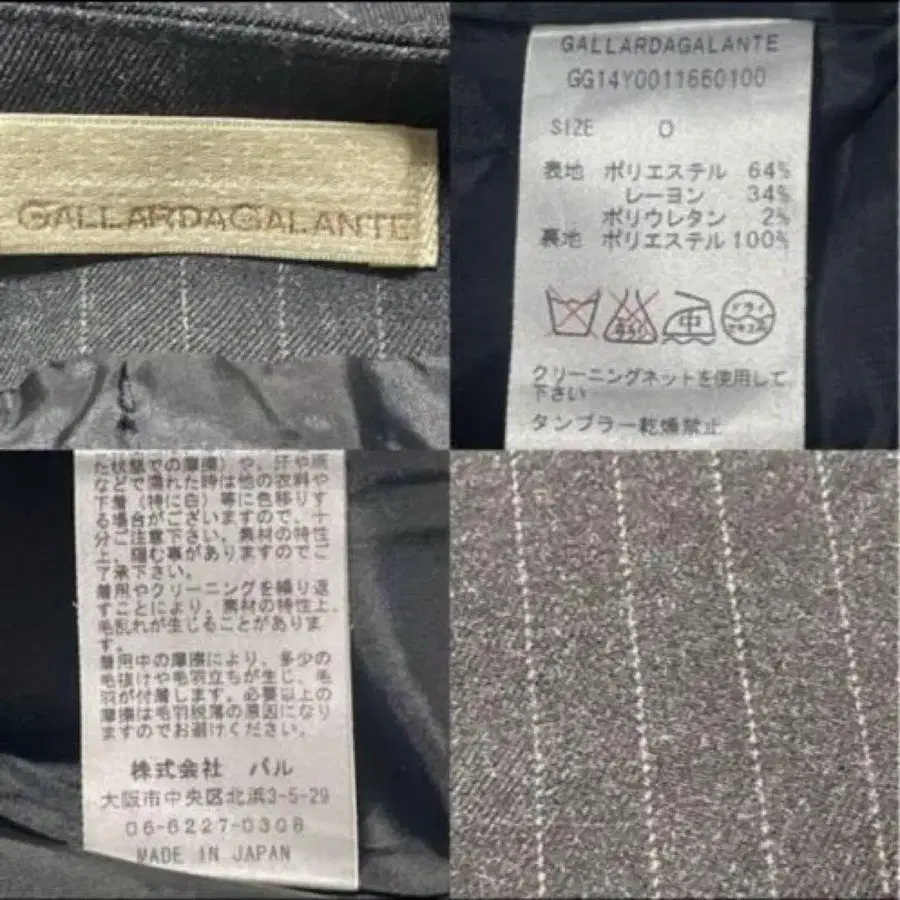 GALLARDAGALANTE
GALLARDAGALANTE
GG14Y0011660100
SIZE 0
表地 ポリエステル 64%
レーヨン 34%
ポリウレタン 2%
裏地 ポリエステル 100%
中
ドライ
クリーニングネットを使用して
下さい
タンブラー乾燥禁止
た状態での摩擦)や、汗や雨
などで濡れた時は他の衣料や
下着(特に白)等に色移りす
る場合がございますので、十
分ご注意下さい。素材の特性
上、縮む事がありますのでご
了承下さい。
着用やクリーニングを繰り返
すことにより、素材の特性上、
毛乱れが生じることがありま
す。
着用中の摩擦により、多少の
毛抜けや毛羽立ちが生じ、毛
羽が付着します。必要以上の
摩擦は毛羽脱落の原因になり
ますのでお避けください。
株式会社 パル
大阪市中央区北浜3-5-29
06-6227-0308
MADE IN JAPAN